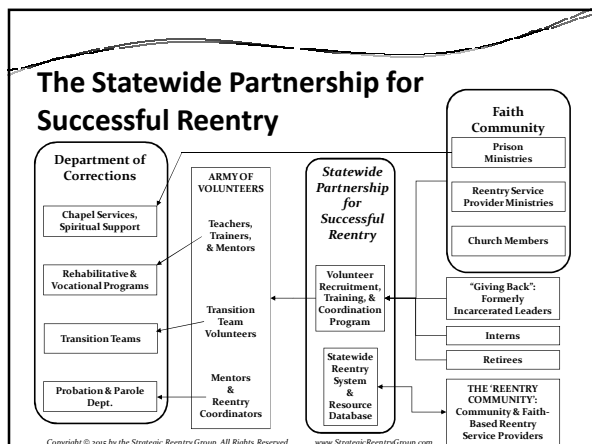 The Statewide Partnership for
Successful Reentry
Department of
Corrections
Chapel Services,
Spiritual Support
Rehabilitative &
Vocational Programs
Transition Teams
Probation & Parole
Dept.
ARMY OF
VOLUNTEERS
Teachers,
Trainers,
& Mentors
Transition
Team
Volunteers
Mentors
&
Reentry
Coordinators
Statewide
Partnership
for
Successful
Reentry
Volunteer
Recruitment,
Training, &
Coordination
Program
Statewide
Reentry
System
&
Resource
Database
Faith
Community
Prison
Ministries
Reentry Service
Provider Ministries
Church Members
"Giving Back":
Formerly
Incarcerated Leaders
Interns
Retirees
THE 'REENTRY
COMMUNITY':
Community & Faith-
Based Reentry
Service Providers
Copyright © 2015 by the Strategic Reentry Group. All Rights Reserved
www.StrategicReentryGroup.com